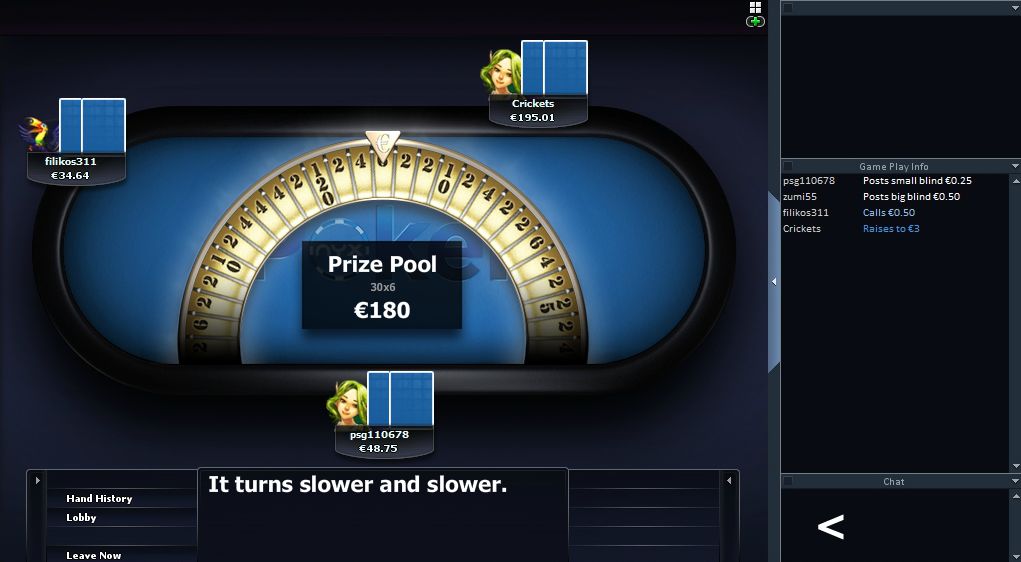 Crickets
€195.01
filikos311
€34.64
Prize Pool
30x6
€180
psg110678
€48.75
Hand History
Lobby
Leave Now
It turns slower and slower.
Game Play Info
psg110678 Posts small blind €0.25
zumi55 Posts big blind €0.50
filikos311 Calls €0.50
Crickets Raises to €3
Chat
<